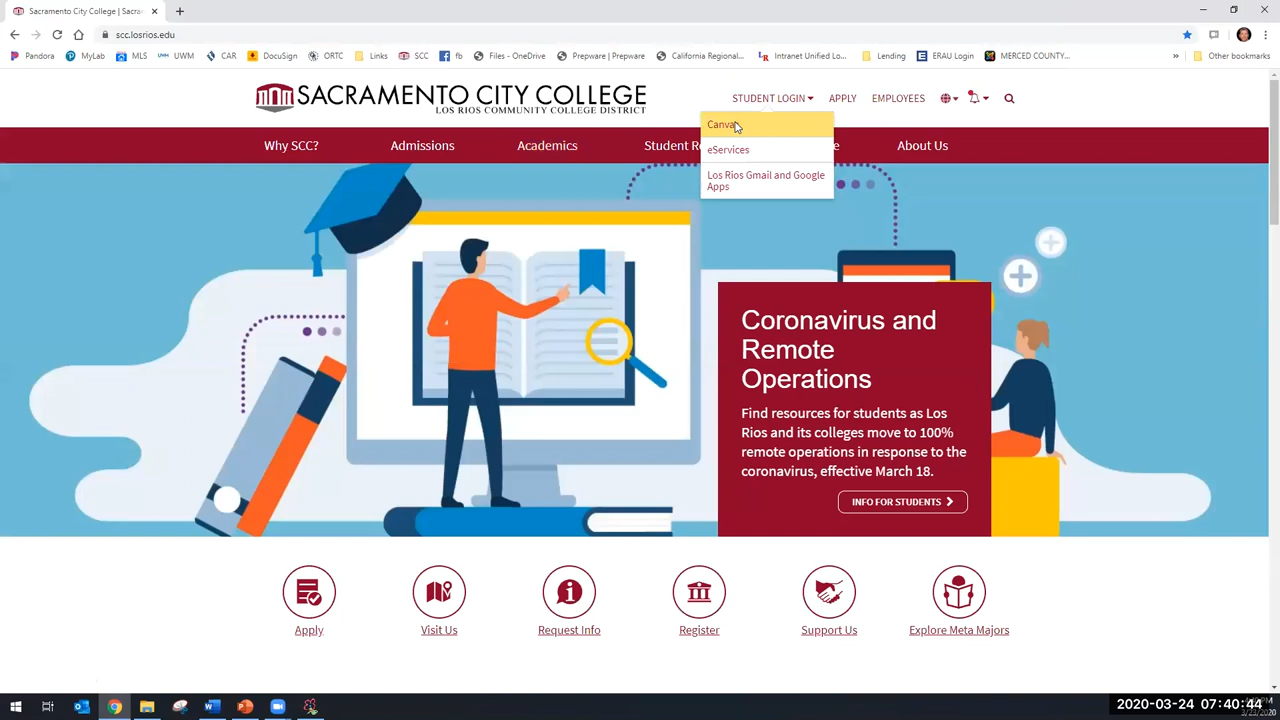 Sacramento City College | Sacr
scc.losrios.edu
Pandora MyLab MLS UWM CAR DocuSign ORTC Links SCC fb Files - OneDrive Prepware | Prepware California Regional... Intranet Unified Lo... Lending ERAU Login MERCED COUNTY... » Other bookmarks
SACRAMENTO CITY COLLEGE
LOS RIOS COMMUNITY COLLEGE DISTRICT
STUDENT LOGIN APPLY EMPLOYEES
Canvas
eServices
Los Rios Gmail and Google
Apps
Why SCC? Admissions Academics Student Re e About Us
Coronavirus and
Remote
Operations
Find resources for students as Los
Rios and its colleges move to 100%
remote operations in response to the
coronavirus, effective March 18.
INFO FOR STUDENTS
Apply Visit Us Request Info Register Support Us Explore Meta Majors
2020-03-24 07:40:44